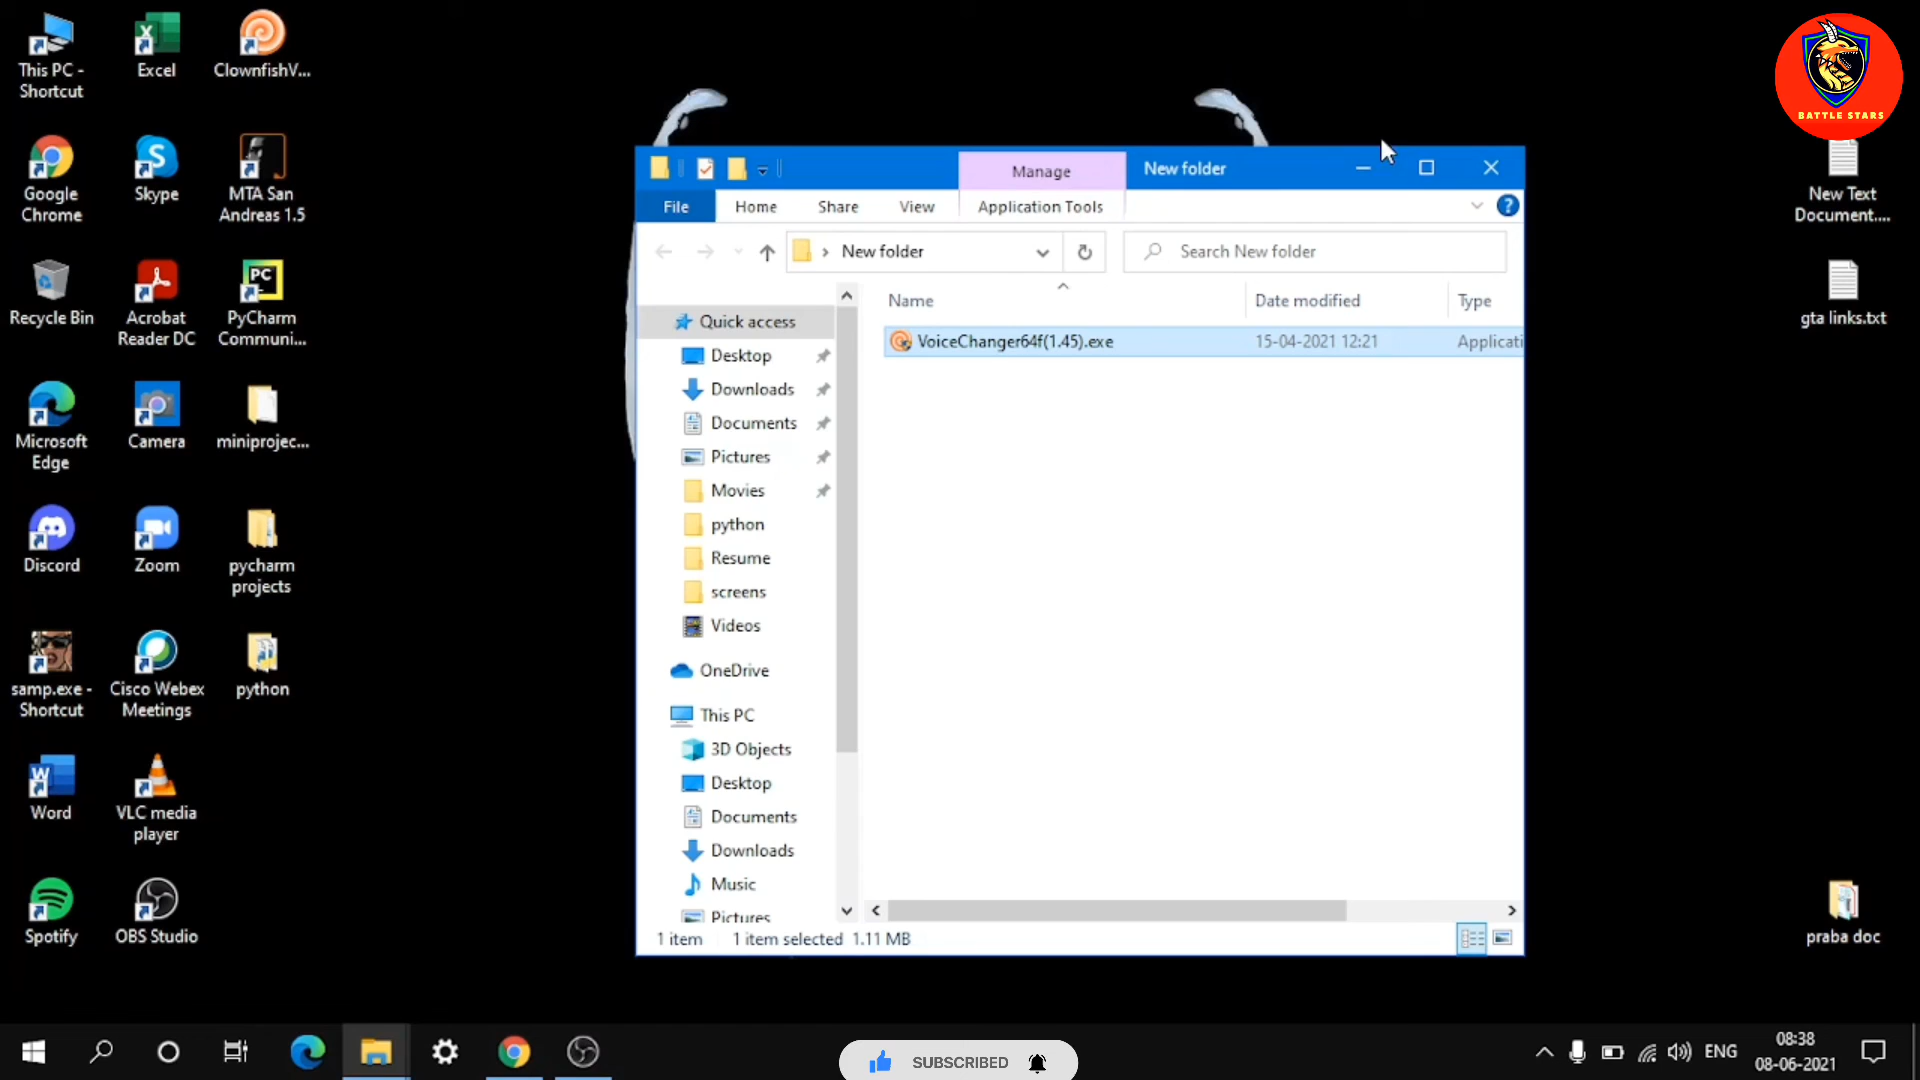 This PC -
Shortcut
Excel
ClownfishV...
Google
Chrome
Skype
MTA San
Andreas 1.5
Recycle Bin
Acrobat
Reader DC
PC
PyCharm
Communi...
Microsoft
Edge
Camera
miniprojec...
Discord
Zoom
pycharm
projects
samp.exe -
Shortcut
Cisco Webex
Meetings
python
Word
VLC media
player
Spotify
OBS Studio
Manage
New folder
File
Home
Share
View
Application Tools
New folder
Search New folder
Name
Date modified
Type
VoiceChanger64f(1.45).exe
15-04-2021 12:21
Applicati
Quick access
Desktop
Downloads
Documents
Pictures
Movies
python
Resume
screens
Videos
OneDrive
This PC
3D Objects
Desktop
Documents
Downloads
Music
Pictures
1 item
1 item selected 1.11 MB
BATTLE STARS
New Text
Document....
gta links.txt
praba doc
SUBSCRIBED
ENG
08:38
08-06-2021